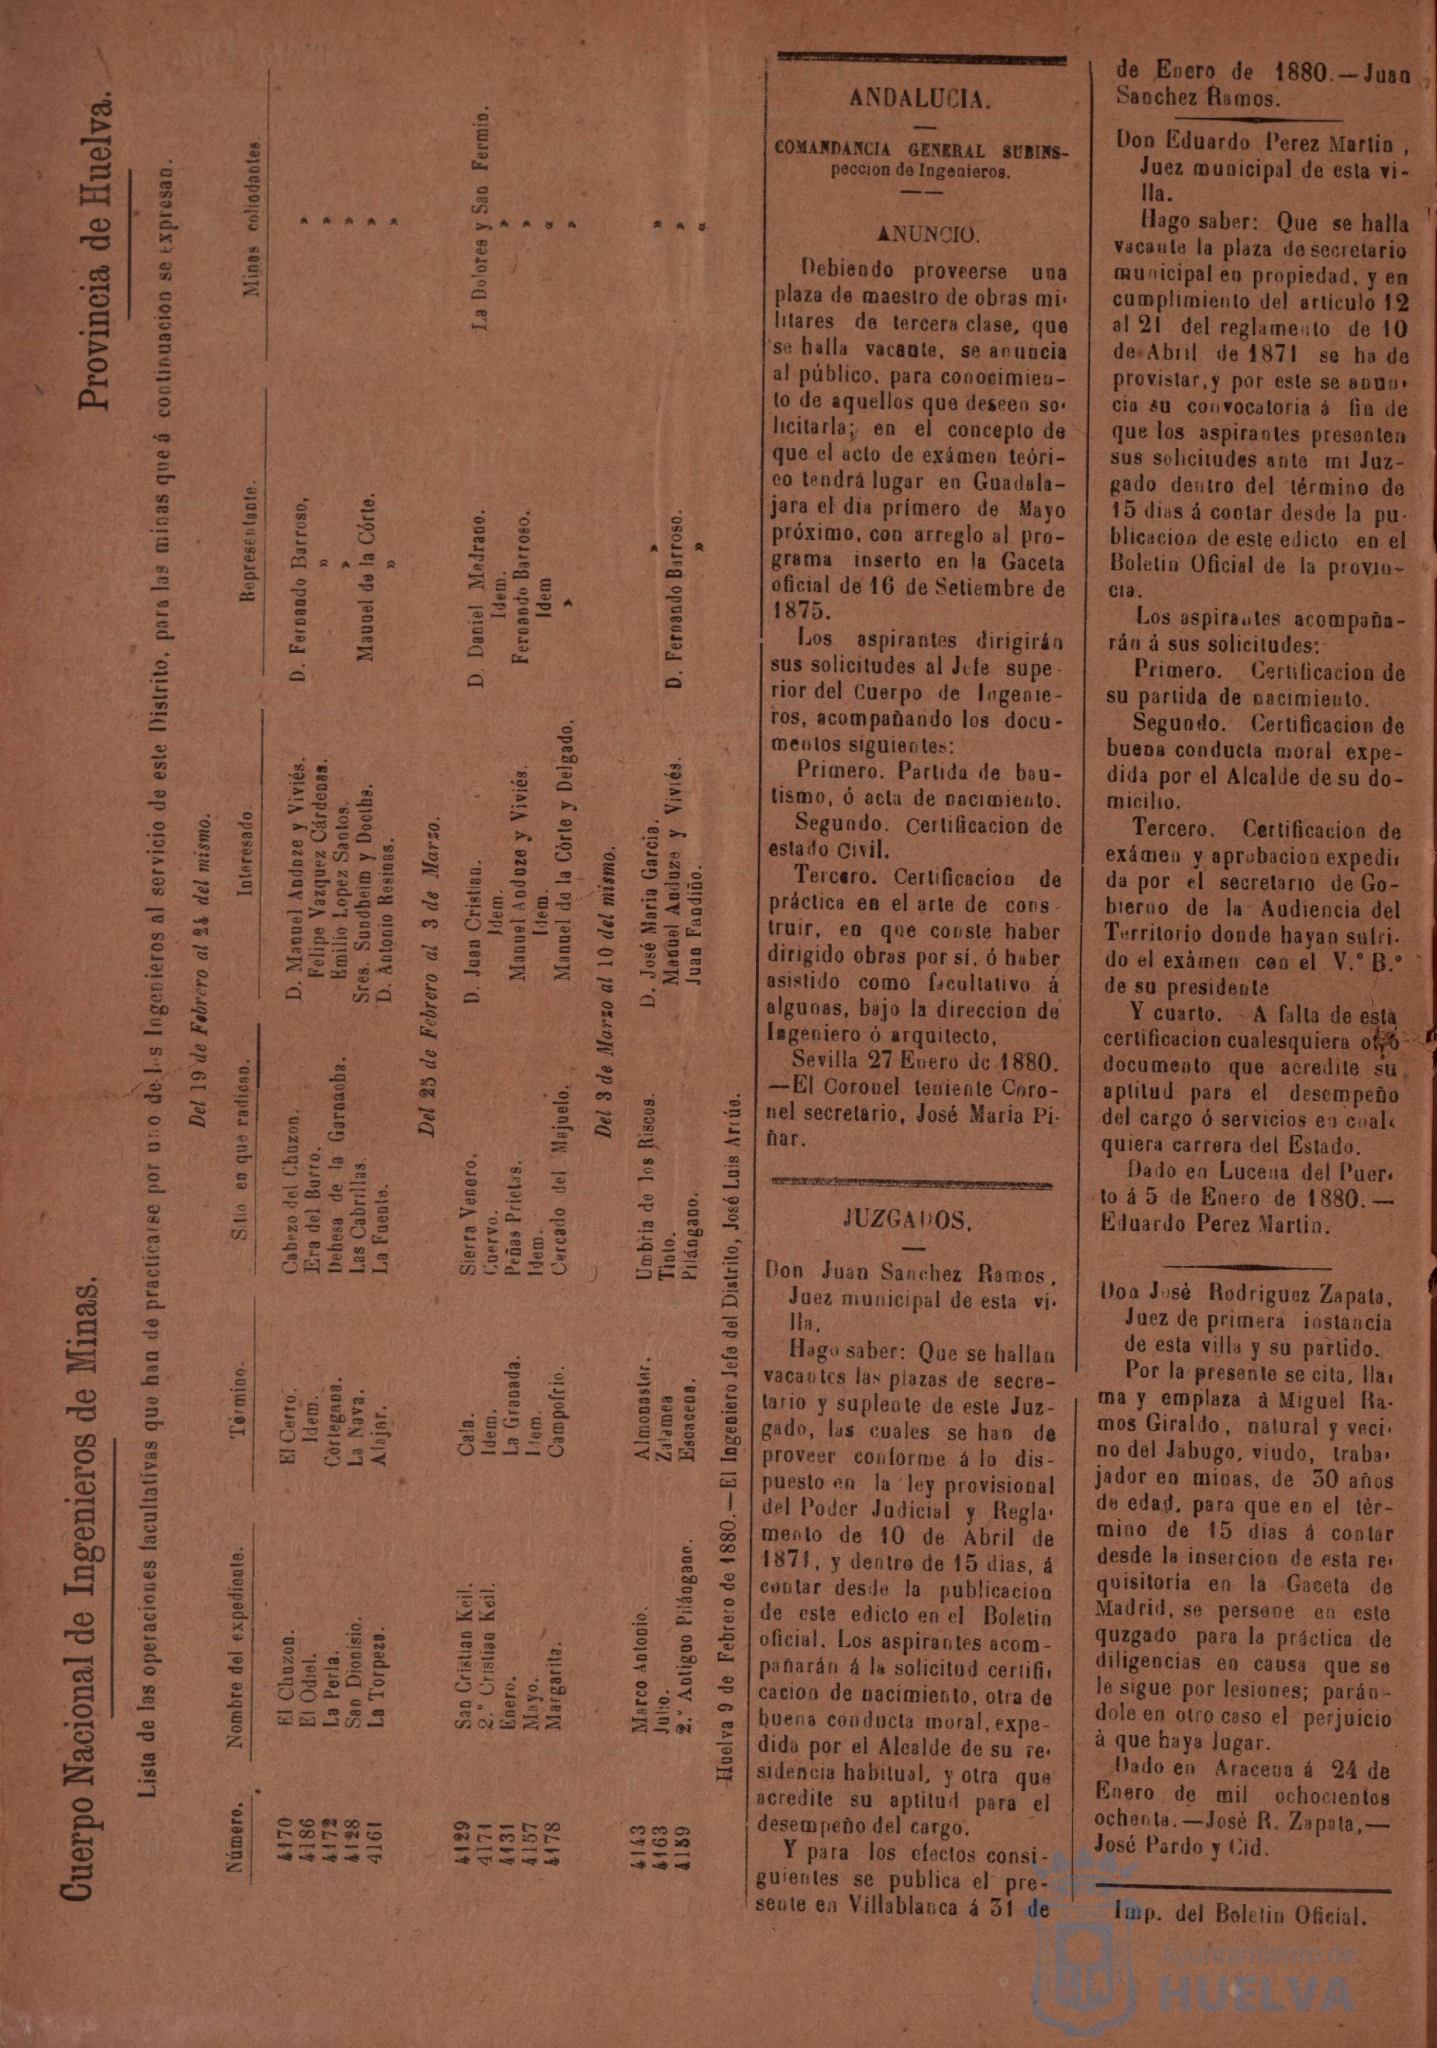 Cuerpo Nacional de Ingenieros de Minas. Provincia de Huelva.
Lista de las operaciones facultativas que han de practicarse por uno de los Ingenieros al servicio de este Distrito, para las minas que á continuacion se expresan.
Número. Nombre del expediente. Término. Sitio en que radican. Interesado. Representante. Minas colindantes
Del 19 de Febrero al 24 del mismo.
4170 El Chuzon. El Cerro. Cabezo del Chuzon. D. Manuel Anduze y Viviés. D. Fernando Barroso, »
4186 El Odiel. Idem. Era del Burro. Felipe Vazquez Cárdenas. » »
4172 La Perla. Cortegana. Dehesa de la Garnacha. Emilio Lopez Santos. » »
4128 San Dionisio. La Nava. Las Cabrillas. Sres. Sundheim y Doethe. Manuel de la Córte. »
4161 La Torpeza. Alajar. La Fuente. D. Antonio Resinas. » »
Del 25 de Febrero al 3 de Marzo.
4129 San Cristian Keil. Cala. Sierra Venero. D. Juan Cristian. D. Daniel Medrano. La Dolores y San Fermin.
4171 2.º Cristian Keil. Idem. Cuervo. Idem. Idem. »
4131 Enero. La Granada. Peñas Prietas. Manuel Anduze y Viviés. Fernando Barroso. »
4157 Mayo. Idem. Idem. Idem. Idem «
4178 Margarita. Campofrio. Cercado del Majuelo. Manuel de la Córte y Delgado. » »
Del 3 de Marzo al 10 del mismo.
4143 Marco Antonio. Almonaster. Umbria de los Riscos. D. José Maria Garcia. » »
4163 Julio. Zalamea Tinto. Manuel Anduze y Viviés. D. Fernando Barroso. »
4159 2.º Antiguo Pilángano. Escacena. Pilángano. Juan Fandiño. » «
Huelva 9 de Febrero de 1880.—El Ingeniero Jefe del Distrito, José Luis Artúe.
ANDALUCIA.
COMANDANCIA GENERAL SUBINS-
peccion de Ingenieros.
ANUNCIO.
Debiendo proveerse una
plaza de maestro de obras mi-
litares de tercera clase, que
se halla vacante, se anuncia
al público, para conocimien-
to de aquellos que deseen so-
licitarla; en el concepto de
que el acto de exámen teóri-
co tendrá lugar en Guadala-
jara el dia primero de Mayo
próximo, con arreglo al pro-
grama inserto en la Gaceta
oficial de 16 de Setiembre de
1875.
Los aspirantes dirigirán
sus solicitudes al Jefe supe-
rior del Cuerpo de Ingenie-
ros, acompañando los docu-
mentos siguientes:
Primero. Partida de bau-
tismo, ó acta de nacimiento.
Segundo. Certificacion de
estado Civil.
Tercero. Certificacion de
práctica en el arte de cons-
truir, en que conste haber
dirigido obras por si, ó haber
asistido como facultativo á
algunas, bajo la direccion de
Ingeniero ó arquitecto,
Sevilla 27 Enero de 1880.
—El Coronel teniente Coro-
nel secretario, José Maria Pi-
ñar.
JUZGADOS.
Don Juan Sanchez Ramos,
Juez municipal de esta vi-
lla,
Hago saber: Que se hallan
vacantes las plazas de secre-
tario y suplente de este Juz-
gado, las cuales se han de
proveer conforme á lo dis-
puesto en la ley provisional
del Poder Judicial y Regla-
mento de 10 de Abril de
1871, y dentro de 15 dias, á
contar desde la publicacion
de este edicto en el Boletin
oficial. Los aspirantes acom-
pañarán á la solicitud certifi-
cacion de nacimiento, otra de
buena conducta moral, expe-
dida por el Alcalde de su re-
sidencia habitual, y otra que
acredite su aptitud para el
desempeño del cargo.
Y para los efectos consi-
guientes se publica el pre-
sente en Villablanca á 31 de
de Enero de 1880.—Juan
Sanchez Ramos.
Don Eduardo Perez Martin,
Juez municipal de esta vi-
lla.
Hago saber: Que se halla
vacante la plaza de secretario
municipal en propiedad, y en
cumplimiento del artículo 12
al 21 del reglamento de 10
de Abril de 1871 se ha de
provistar, y por este se anun-
cia su convocatoria á fin de
que los aspirantes presenten
sus solicitudes ante mi Juz-
gado dentro del término de
15 dias á contar desde la pu-
blicacion de este edicto en el
Boletin Oficial de la provin-
cia.
Los aspirantes acompaña-
rán á sus solicitudes:
Primero. Certificacion de
su partida de nacimiento.
Segundo. Certificacion de
buena conducta moral expe-
dida por el Alcalde de su do-
micilio.
Tercero. Certificacion de
exámen y aprobacion expedi-
da por el secretario de Go-
bierno de la Audiencia del
Territorio donde hayan sufri-
do el exámen con el V.º B.º
de su presidente
Y cuarto. A falta de esta
certificacion cualesquiera otro
documento que acredite su
aptitud para el desempeño
del cargo ó servicios en cual-
quiera carrera del Estado.
Dado en Lucena del Puer-
to á 5 de Enero de 1880.—
Eduardo Perez Martin.
Don José Rodriguez Zapata,
Juez de primera instancia
de esta villa y su partido.
Por la presente se cita, lla-
ma y emplaza á Miguel Ra-
mos Giraldo, natural y veci-
no del Jabugo, viudo, traba-
jador en minas, de 30 años
de edad, para que en el tér-
mino de 15 dias á contar
desde la insercion de esta re-
quisitoria en la Gaceta de
Madrid, se persone en este
quzgado para la práctica de
diligencias en causa que se
le sigue por lesiones; parán-
dole en otro caso el perjuicio
á que haya lugar.
Dado en Aracena á 24 de
Enero de mil ochocientos
ochenta.—José R. Zapata,—
José Pardo y Cid.
Imp. del Boletin Oficial.
Ayuntamiento de
HUELVA